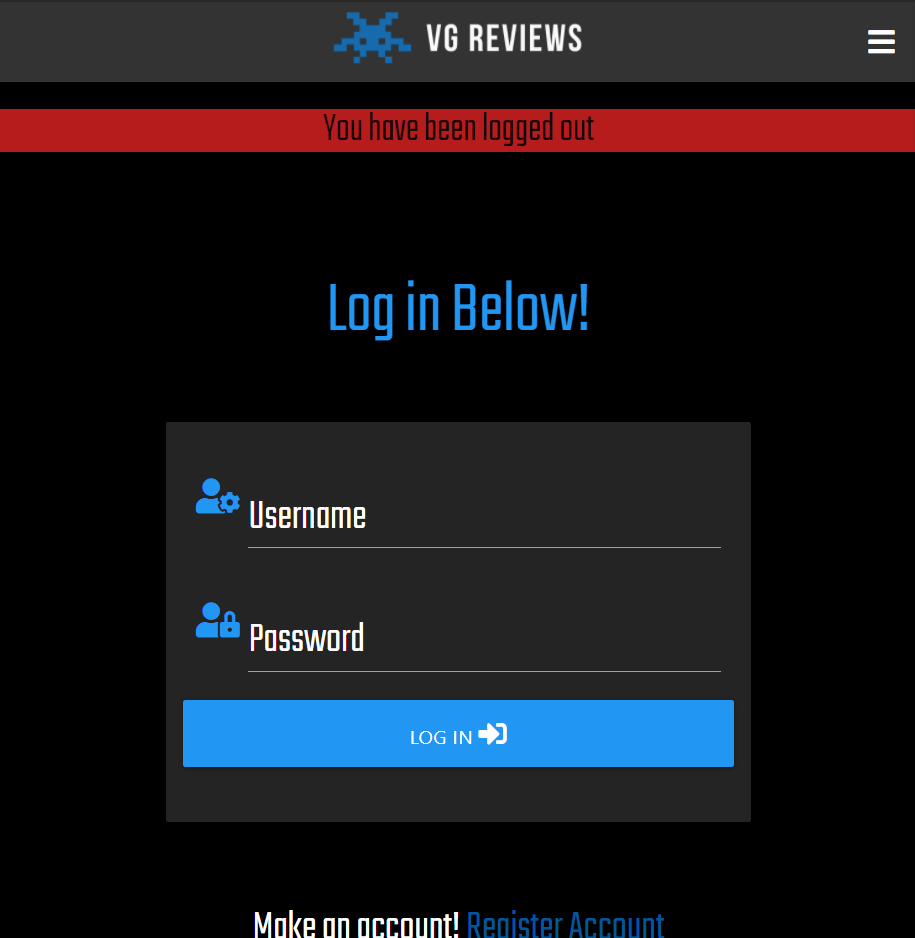 VG REVIEWS
You have been logged out
Log in Below!
Username
Password
LOG IN
Make an account! Register Account